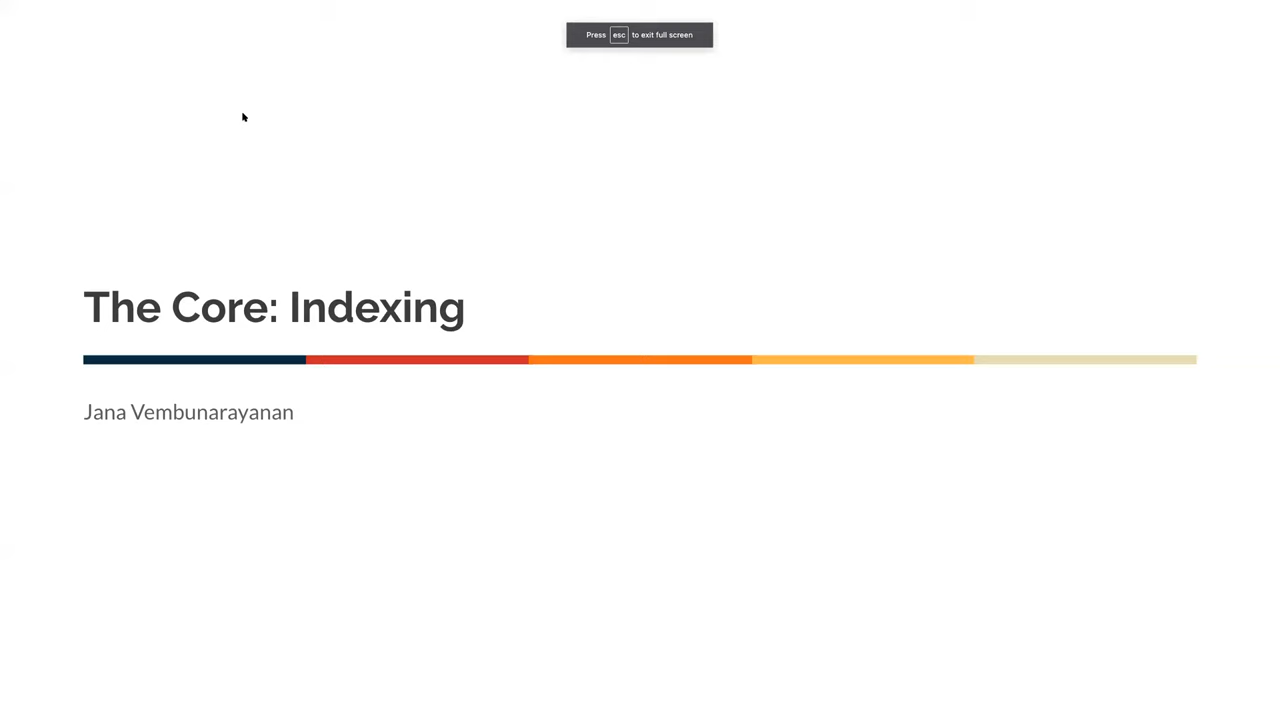 Press esc to exit full screen
The Core: Indexing
Jana Vembunarayanan